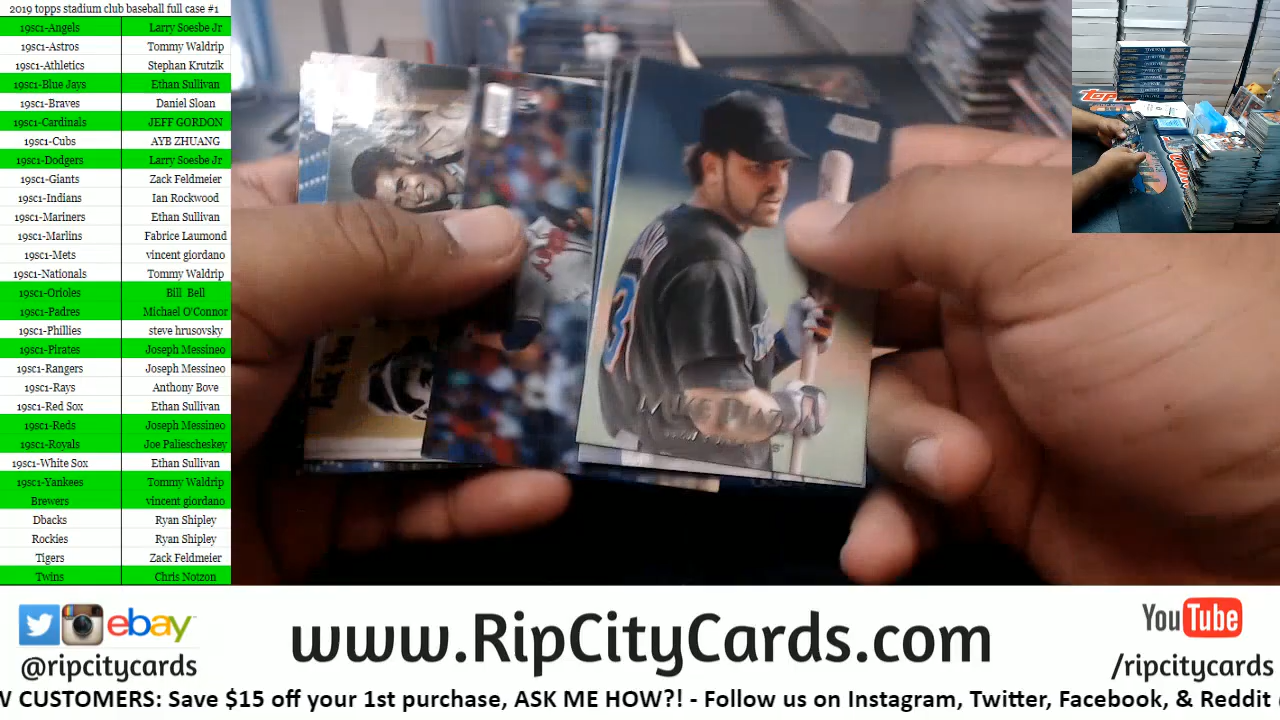 2019 topps stadium club baseball full case #1
19sc1-Angels Larry Soesbe Jr
19sc1-Astros Tommy Waldrip
19sc1-Athletics Stephan Krutzik
19sc1-Blue Jays Ethan Sullivan
19sc1-Braves Daniel Sloan
19sc1-Cardinals JEFF GORDON
19sc1-Cubs AYB ZHUANG
19sc1-Dodgers Larry Soesbe Jr
19sc1-Giants Zack Feldmeier
19sc1-Indians Ian Rockwood
19sc1-Mariners Ethan Sullivan
19sc1-Marlins Fabrice Laumond
19sc1-Mets vincent giordano
19sc1-Nationals Tommy Waldrip
19sc1-Orioles Bill Bell
19sc1-Padres Michael O'Connor
19sc1-Phillies steve hrusovsky
19sc1-Pirates Joseph Messineo
19sc1-Rangers Joseph Messineo
19sc1-Rays Anthony Bove
19sc1-Red Sox Ethan Sullivan
19sc1-Reds Joseph Messineo
19sc1-Royals Joe Paliescheskey
19sc1-White Sox Ethan Sullivan
19sc1-Yankees Tommy Waldrip
Brewers vincent giordano
Dbacks Ryan Shipley
Rockies Ryan Shipley
Tigers Zack Feldmeier
Twins Chris Notzon
3
MIKE
ebay
@ripcitycards
www.RipCityCards.com
YouTube
/ripcitycards
W CUSTOMERS: Save $15 off your 1st purchase, ASK ME HOW?! - Follow us on Instagram, Twitter, Facebook, & Reddit